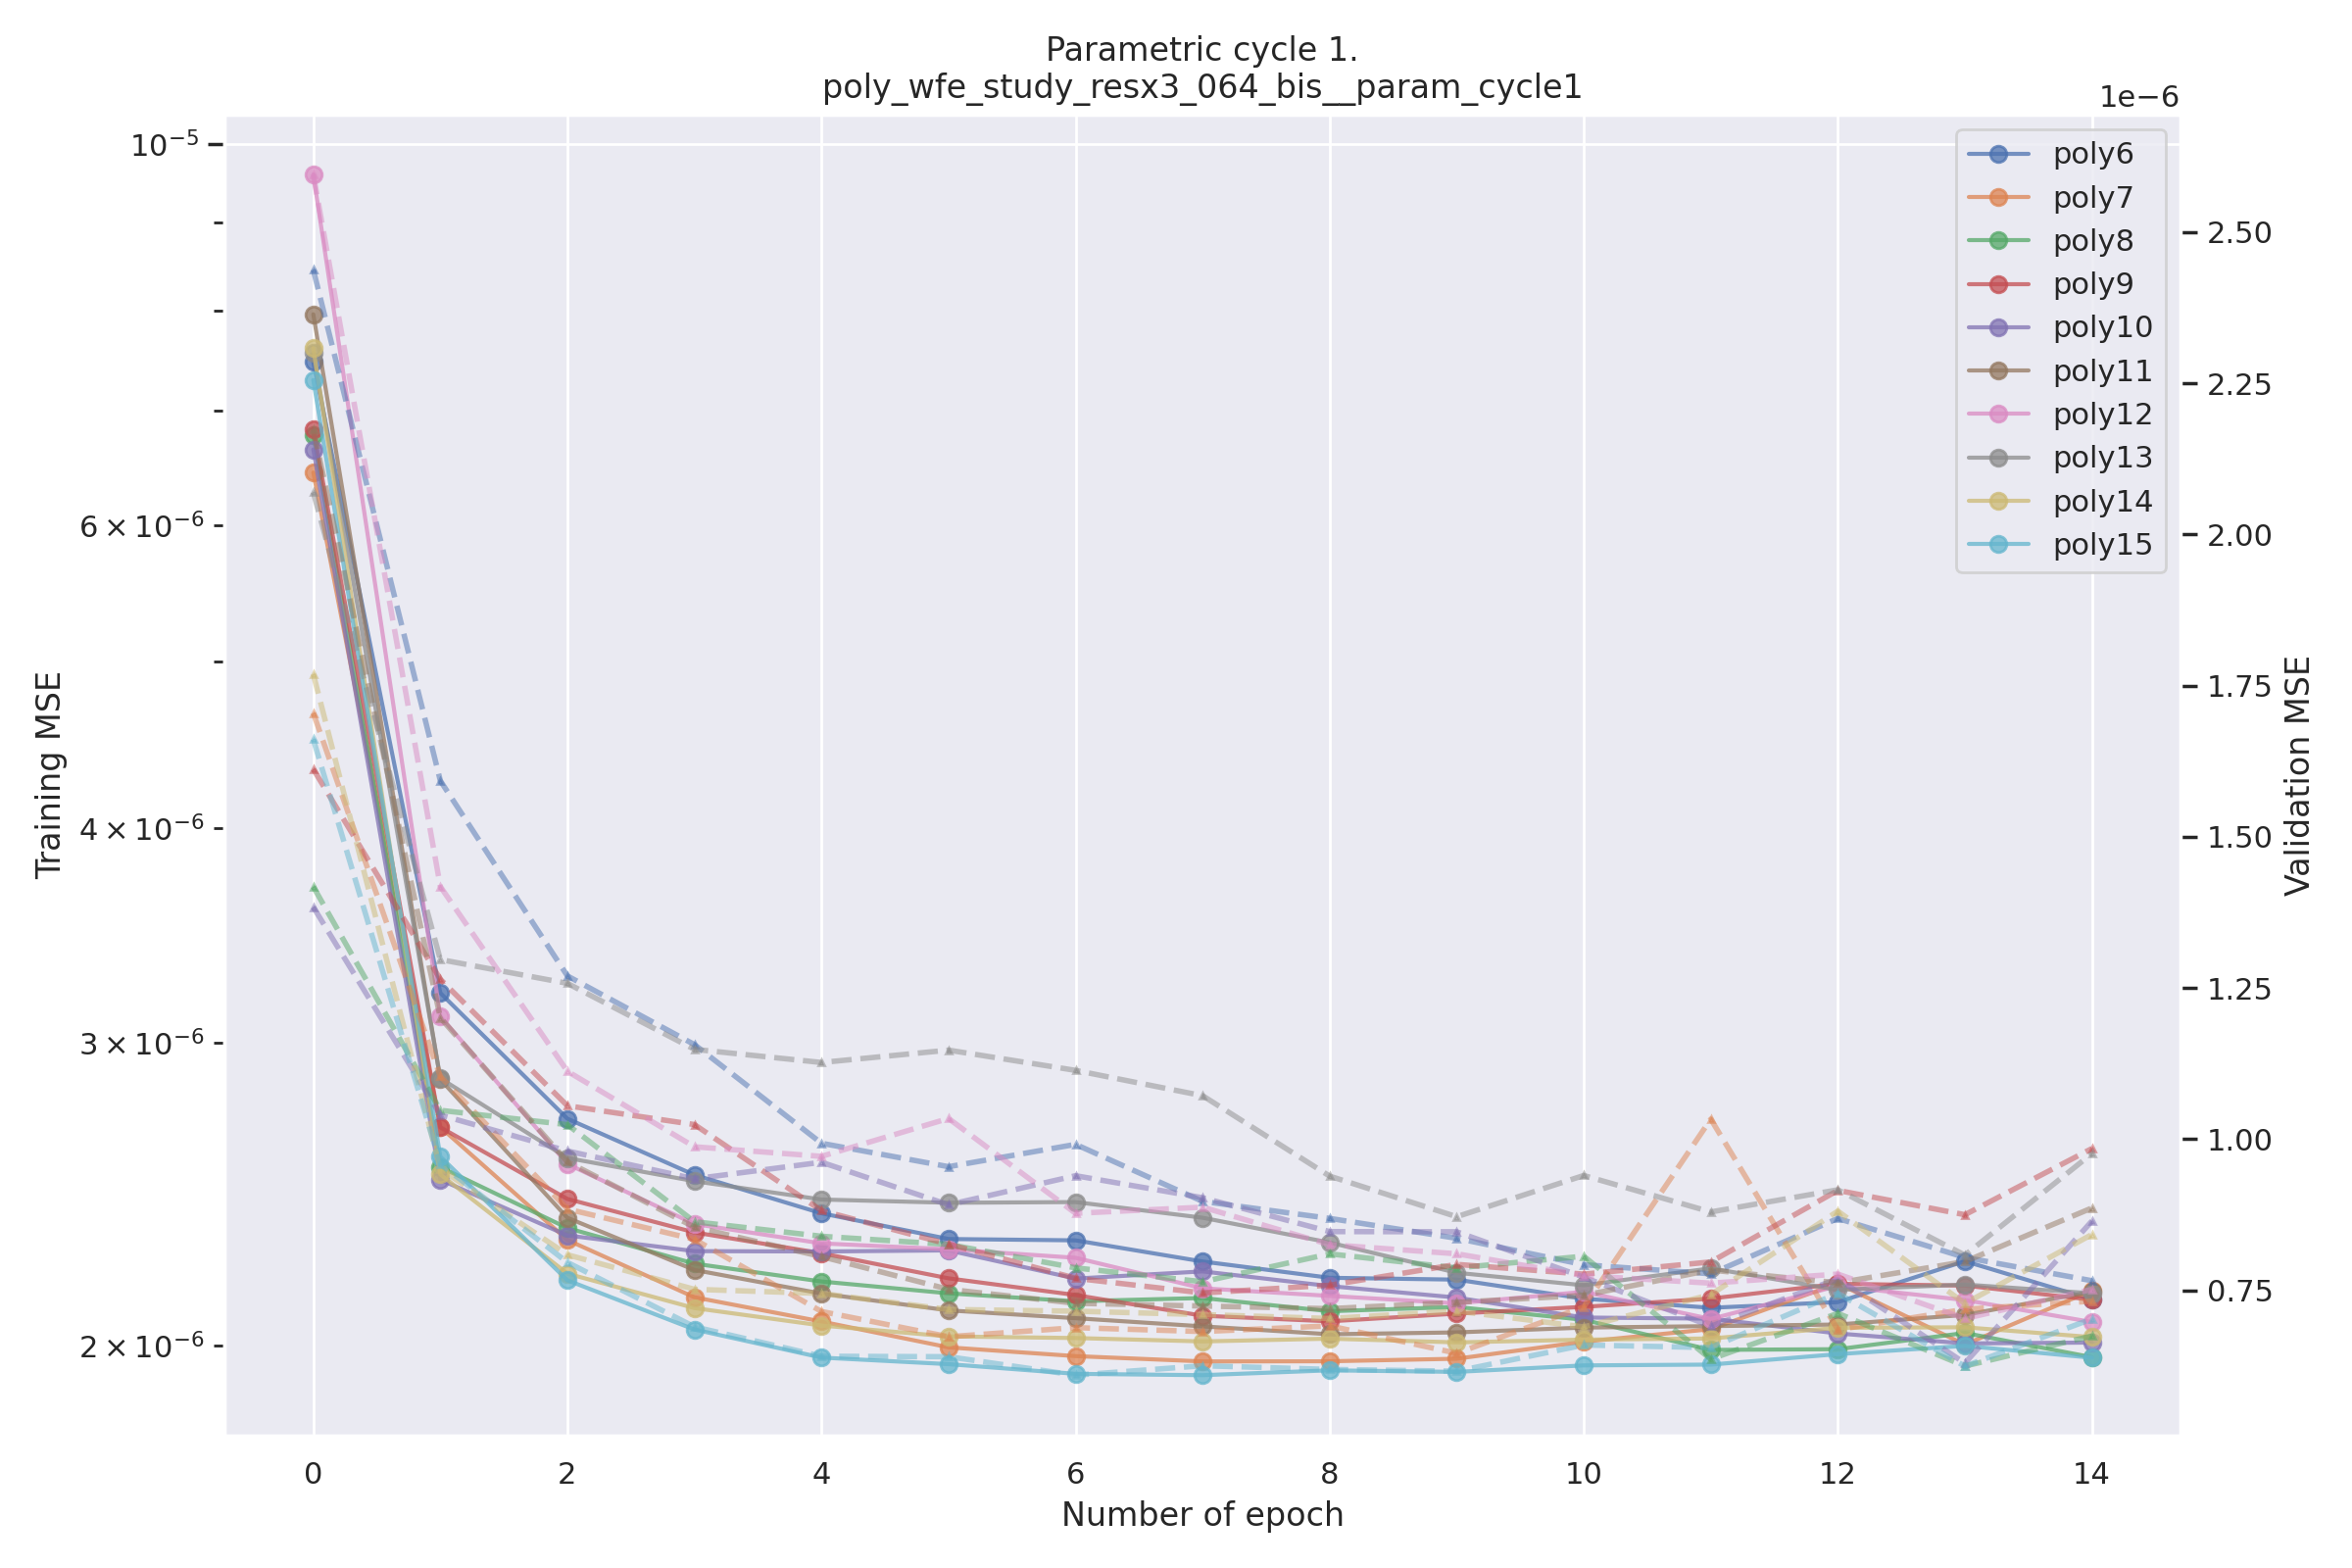 Parametric cycle 1.
poly_wfe_study_resx3_064_bis__param_cycle1
1e−6
10⁻⁵
6 × 10⁻⁶
4 × 10⁻⁶
3 × 10⁻⁶
2 × 10⁻⁶
Training MSE
poly6
poly7
poly8
poly9
poly10
poly11
poly12
poly13
poly14
poly15
2.50
2.25
2.00
1.75
1.50
1.25
1.00
0.75
Validation MSE
0 2 4 6 8 10 12 14
Number of epoch